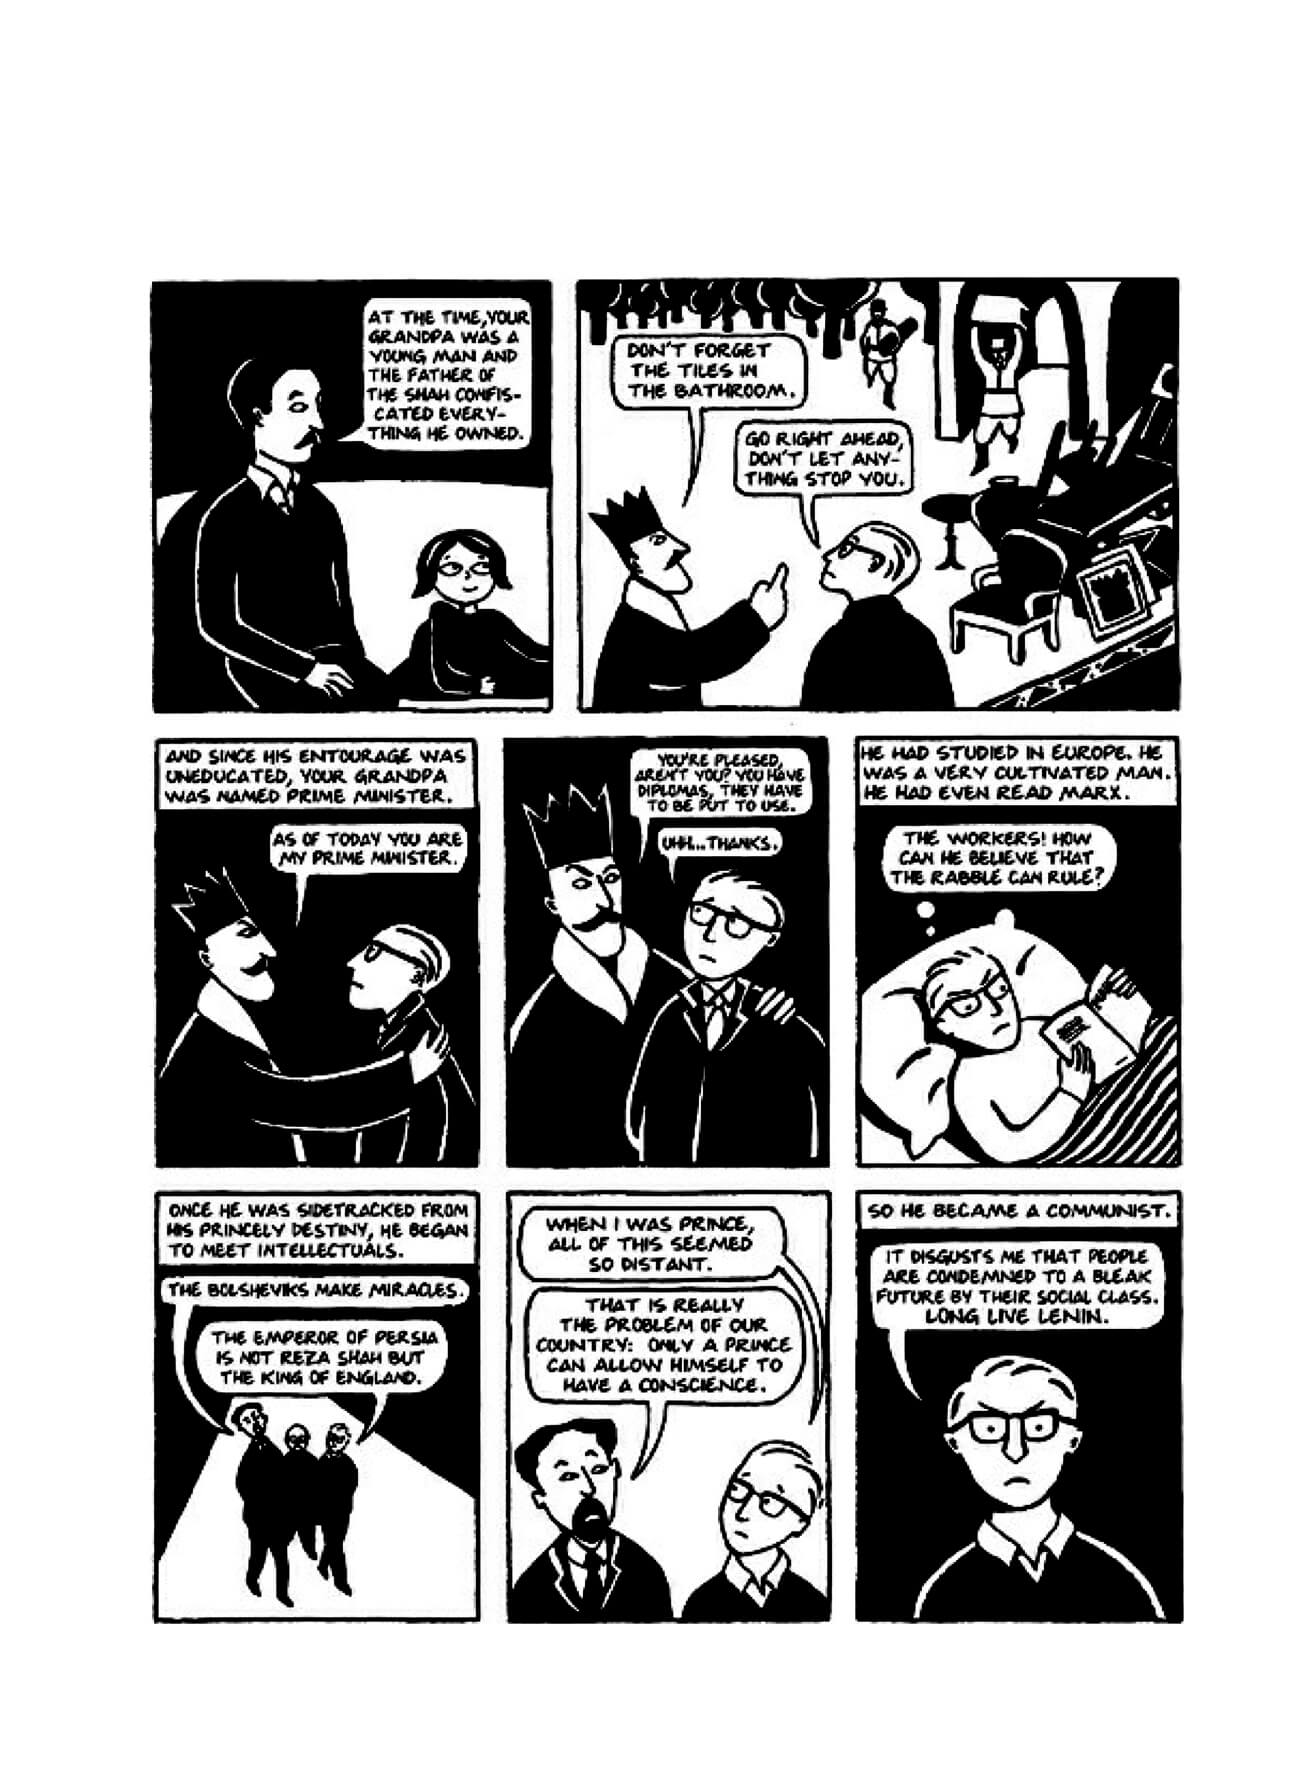 AT THE TIME, YOUR
GRANDPA WAS A
YOUNG MAN AND
THE FATHER OF
THE SHAH CONFIS-
CATED EVERY-
THING HE OWNED.
DON'T FORGET
THE TILES IN
THE BATHROOM.
GO RIGHT AHEAD,
DON'T LET ANY-
THING STOP YOU.
AND SINCE HIS ENTOURAGE WAS
UNEDUCATED, YOUR GRANDPA
WAS NAMED PRIME MINISTER.
AS OF TODAY YOU ARE
MY PRIME MINISTER.
YOU'RE PLEASED,
AREN'T YOU? YOU HAVE
DIPLOMAS, THEY HAVE
TO BE PUT TO USE.
UHH...THANKS.
HE HAD STUDIED IN EUROPE. HE
WAS A VERY CULTIVATED MAN.
HE HAD EVEN READ MARX.
THE WORKERS! HOW
CAN HE BELIEVE THAT
THE RABBLE CAN RULE?
ONCE HE WAS SIDETRACKED FROM
HIS PRINCELY DESTINY, HE BEGAN
TO MEET INTELLECTUALS.
THE BOLSHEVIKS MAKE MIRACLES.
THE EMPEROR OF PERSIA
IS NOT REZA SHAH BUT
THE KING OF ENGLAND.
WHEN I WAS PRINCE,
ALL OF THIS SEEMED
SO DISTANT.
THAT IS REALLY
THE PROBLEM OF OUR
COUNTRY: ONLY A PRINCE
CAN ALLOW HIMSELF TO
HAVE A CONSCIENCE.
SO HE BECAME A COMMUNIST.
IT DISGUSTS ME THAT PEOPLE
ARE CONDEMNED TO A BLEAK
FUTURE BY THEIR SOCIAL CLASS.
LONG LIVE LENIN.